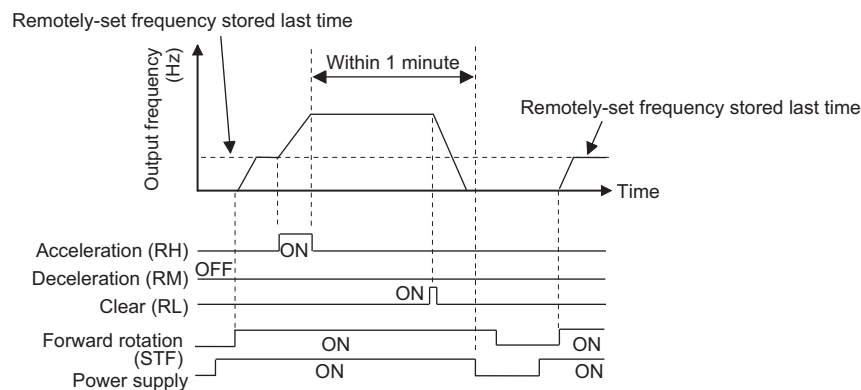 Remotely-set frequency stored last time
Output frequency
(Hz)
Within 1 minute
Remotely-set frequency stored last time
Time
Acceleration (RH)
ON
Deceleration (RM)
OFF
Clear (RL)
ON
Forward rotation
(STF)
ON
ON
Power supply
ON
ON